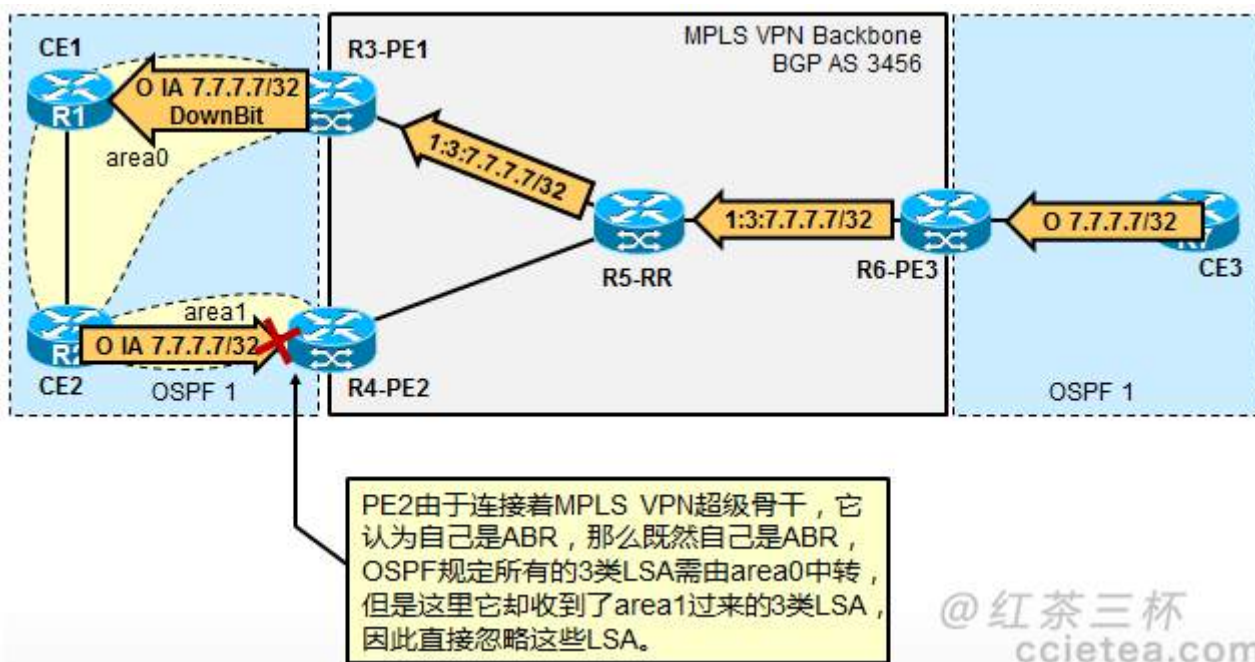 CE1
R3-PE1
MPLS VPN Backbone
BGP AS 3456
O IA 7.7.7.7/32
DownBit
R1
area0
1:3:7.7.7.7/32
1:3:7.7.7.7/32
O 7.7.7.7/32
R5-RR
R6-PE3
CE3
area1
O IA 7.7.7.7/32
R2
CE2
OSPF 1
R4-PE2
OSPF 1
PE2由于连接着MPLS VPN超级骨干，它
认为自己是ABR，那么既然自己是ABR，
OSPF规定所有的3类LSA需由area0中转，
但是这里它却收到了area1过来的3类LSA，
因此直接忽略这些LSA。
@红茶三杯
ccietea.com